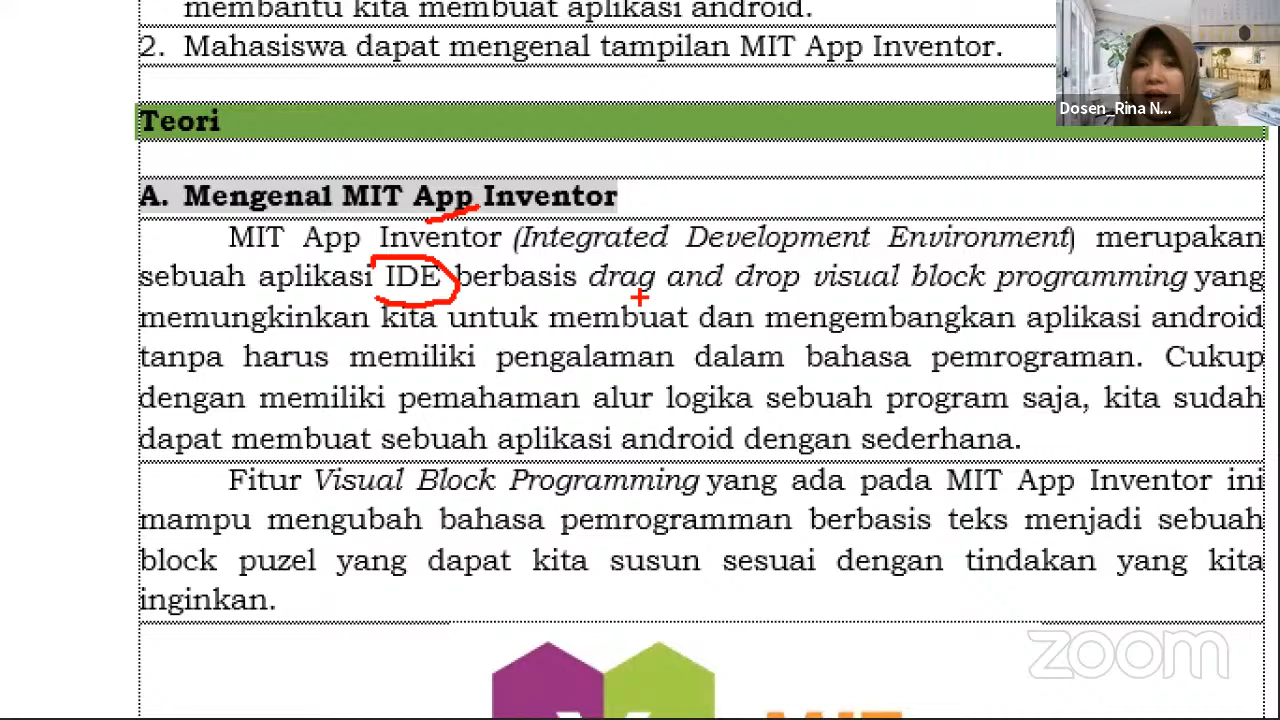 membantu kita membuat aplikasi android.
2. Mahasiswa dapat mengenal tampilan MIT App Inventor.
Dosen_Rina N...
Teori
A. Mengenal MIT App Inventor
MIT App Inventor (Integrated Development Environment) merupakan
sebuah aplikasi IDE berbasis drag and drop visual block programming yang
memungkinkan kita untuk membuat dan mengembangkan aplikasi android
tanpa harus memiliki pengalaman dalam bahasa pemrograman. Cukup
dengan memiliki pemahaman alur logika sebuah program saja, kita sudah
dapat membuat sebuah aplikasi android dengan sederhana.
Fitur Visual Block Programming yang ada pada MIT App Inventor ini
mampu mengubah bahasa pemrogramman berbasis teks menjadi sebuah
block puzel yang dapat kita susun sesuai dengan tindakan yang kita
inginkan.
zoom
MIT